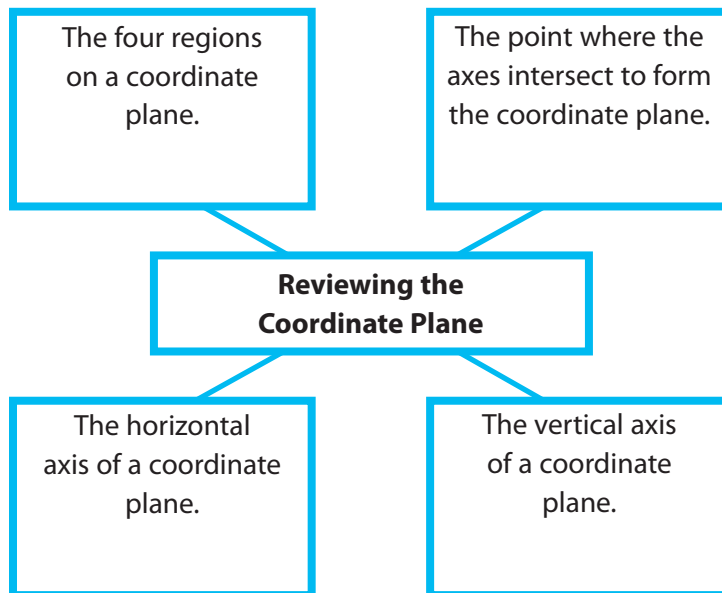 The four regions
on a coordinate
plane.
The point where the
axes intersect to form
the coordinate plane.
Reviewing the
Coordinate Plane
The horizontal
axis of a coordinate
plane.
The vertical axis
of a coordinate
plane.